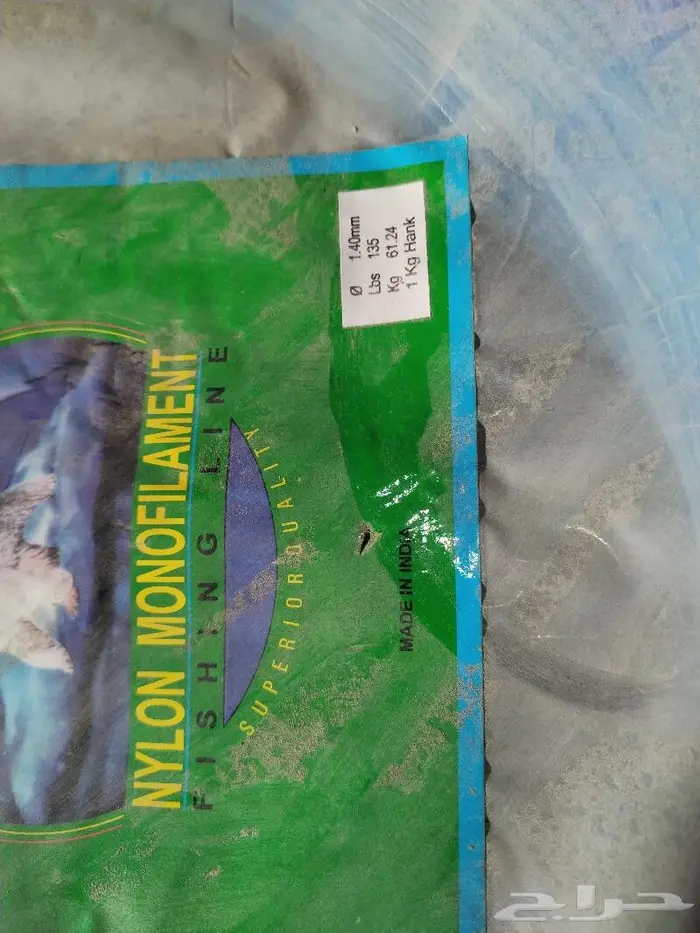 NYLON MONOFILAMENT
FISHING LINE
SUPERIOR QUALITY
Ø 1.40mm
Lbs 135
Kg 61.24
1 Kg Hank
MADE IN INDIA
حراج